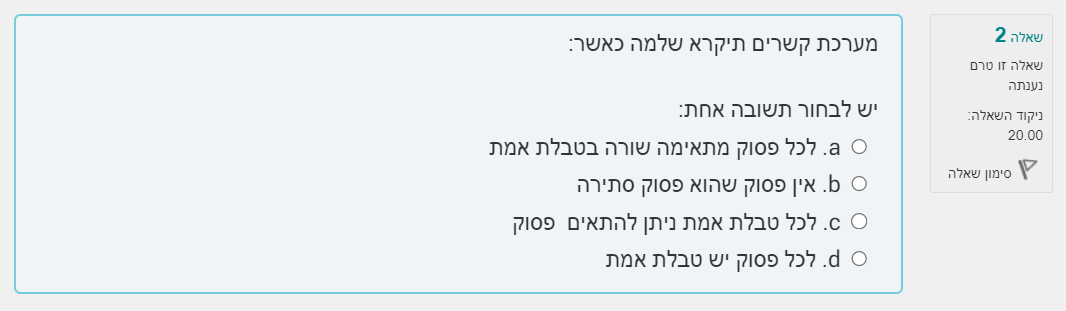 שאלה 2
שאלה זו טרם
נענתה
ניקוד השאלה:
20.00
סימון שאלה
מערכת קשרים תיקרא שלמה כאשר:
יש לבחור תשובה אחת:
a. לכל פסוק מתאימה שורה בטבלת אמת
b. אין פסוק שהוא פסוק סתירה
c. לכל טבלת אמת ניתן להתאים פסוק
d. לכל פסוק יש טבלת אמת